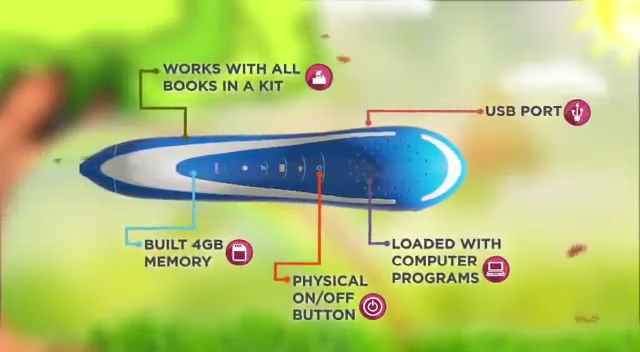 WORKS WITH ALL
BOOKS IN A KIT
USB PORT
BUILT 4GB
MEMORY
LOADED WITH
COMPUTER
PROGRAMS
PHYSICAL
ON/OFF
BUTTON